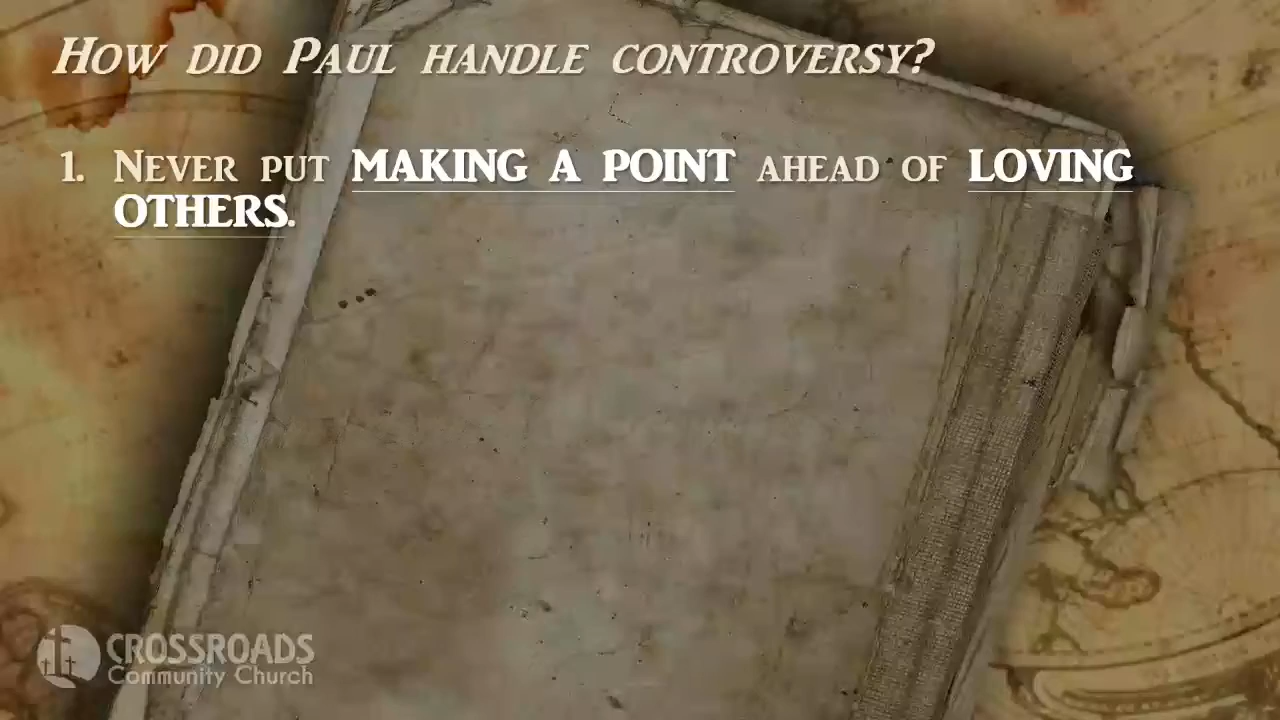 How did Paul handle controversy?
1. Never put MAKING A POINT ahead of LOVING
OTHERS.
CROSSROADS
Community Church